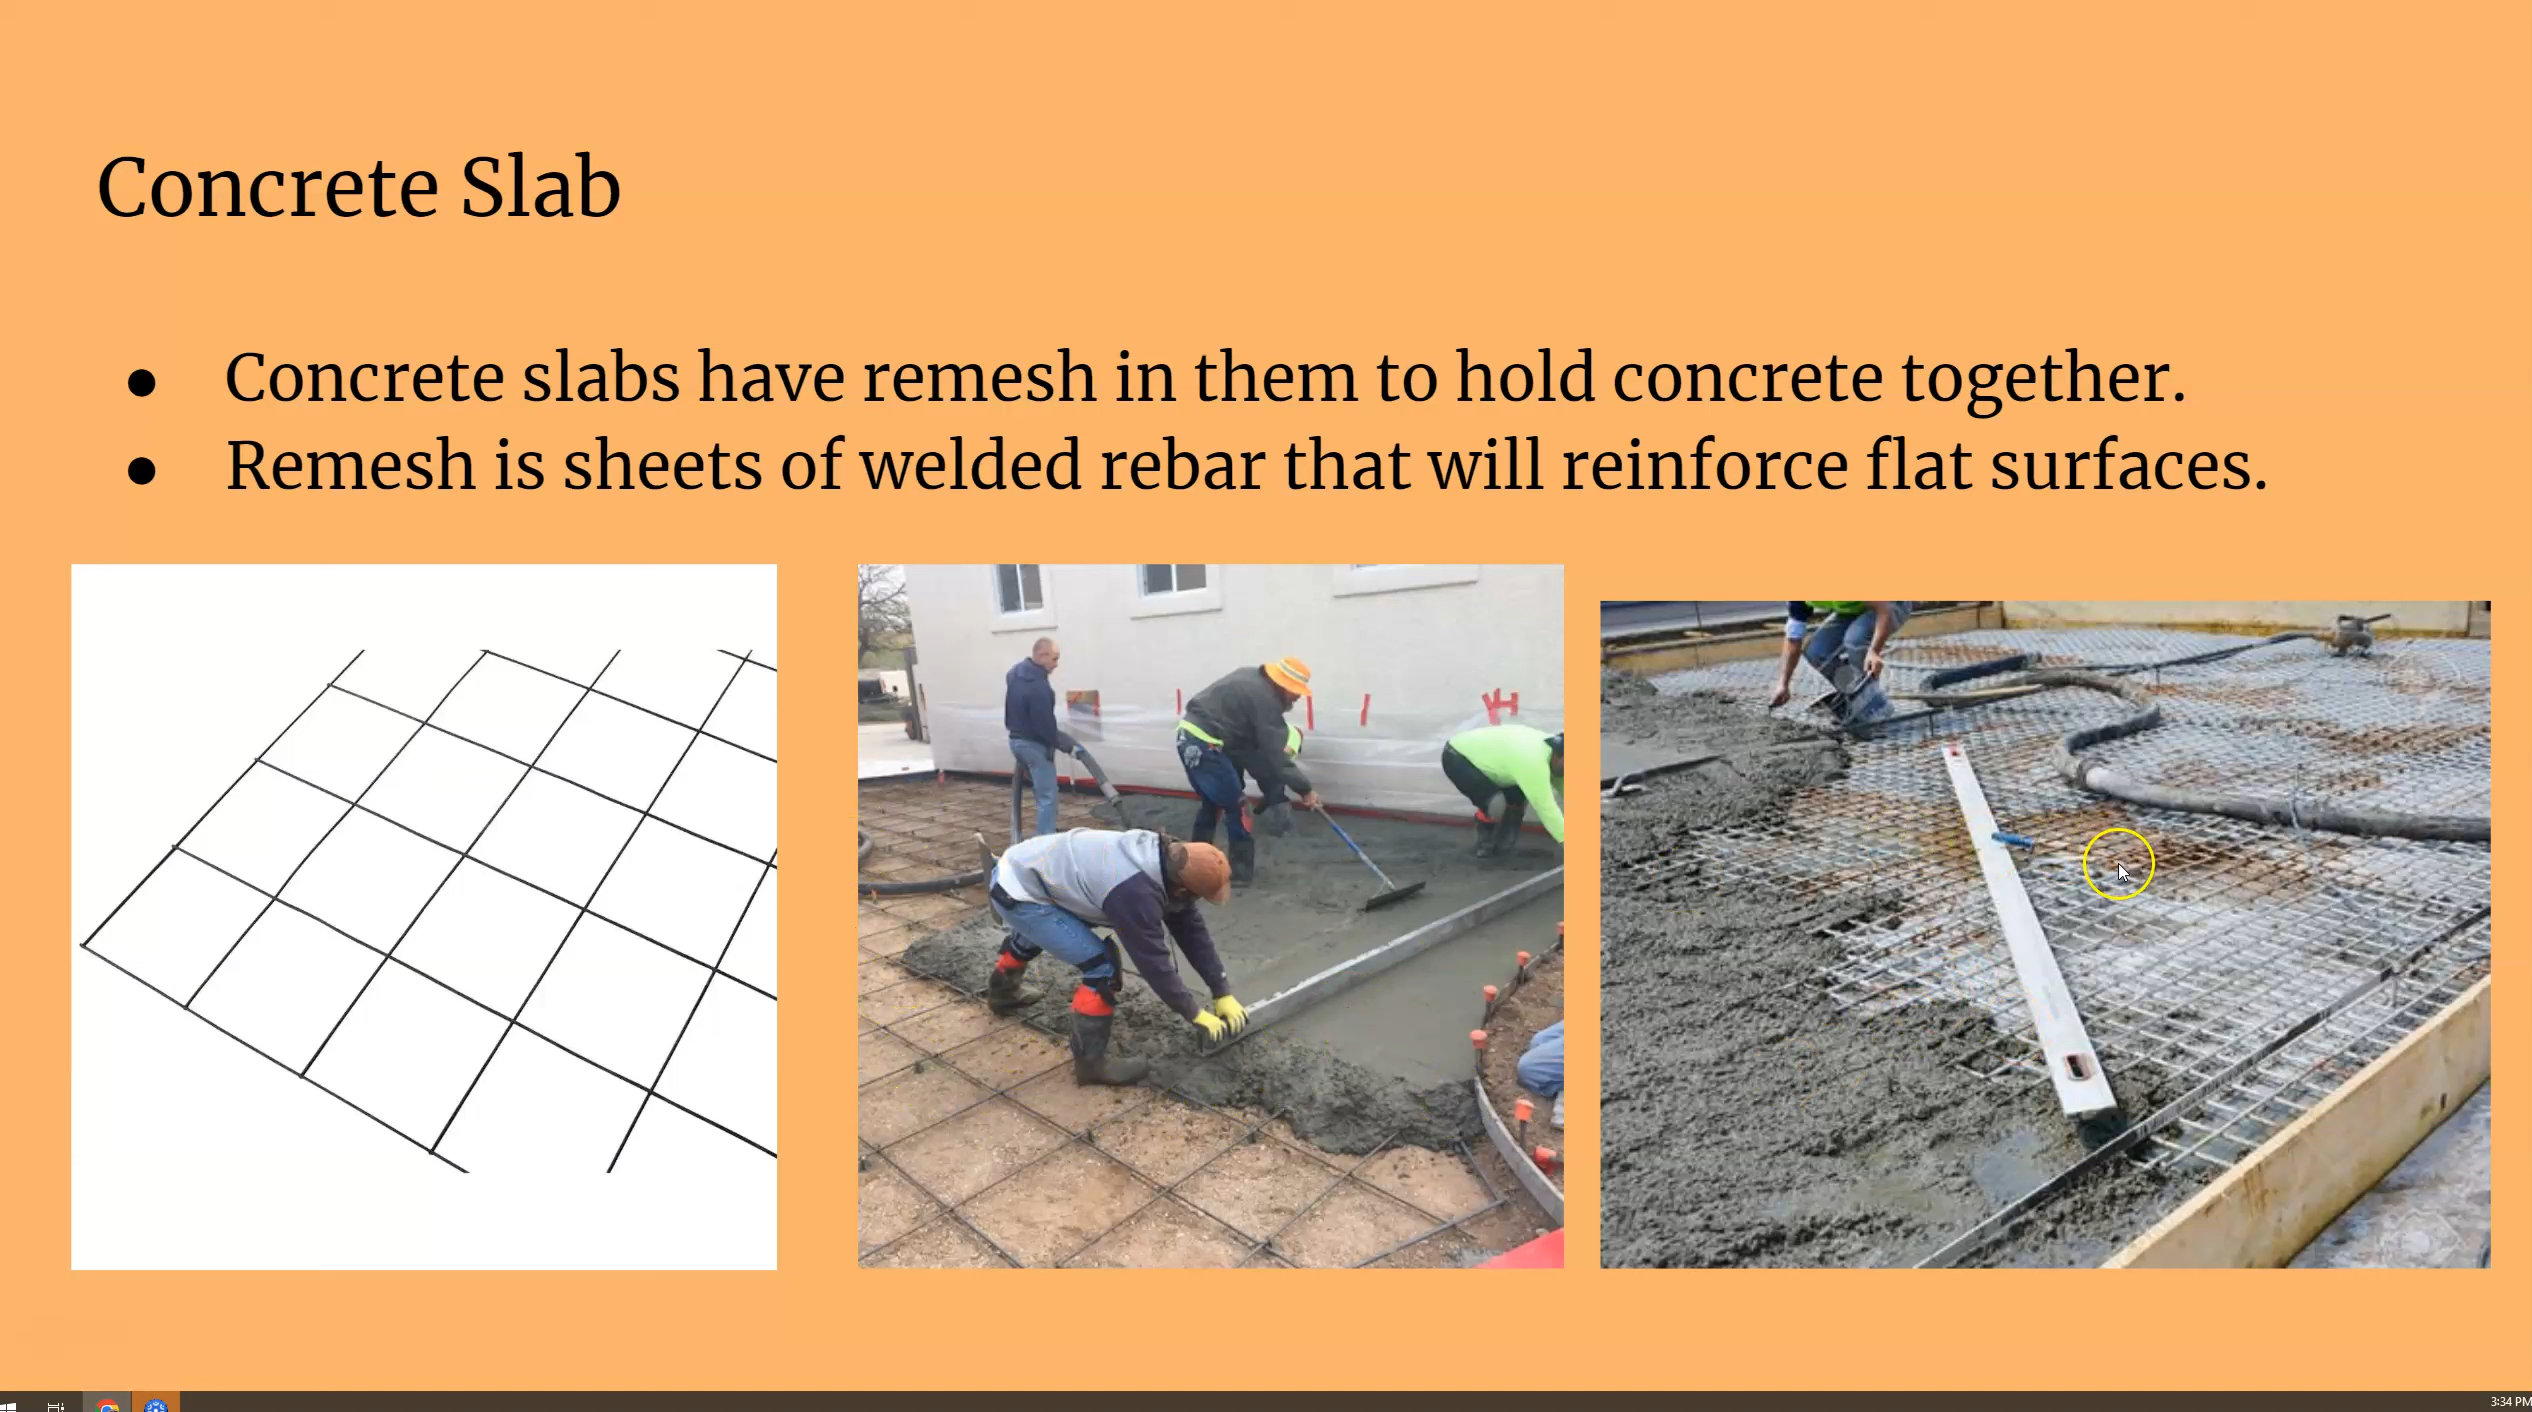 Concrete Slab
● Concrete slabs have remesh in them to hold concrete together.
● Remesh is sheets of welded rebar that will reinforce flat surfaces.
3:34 PM